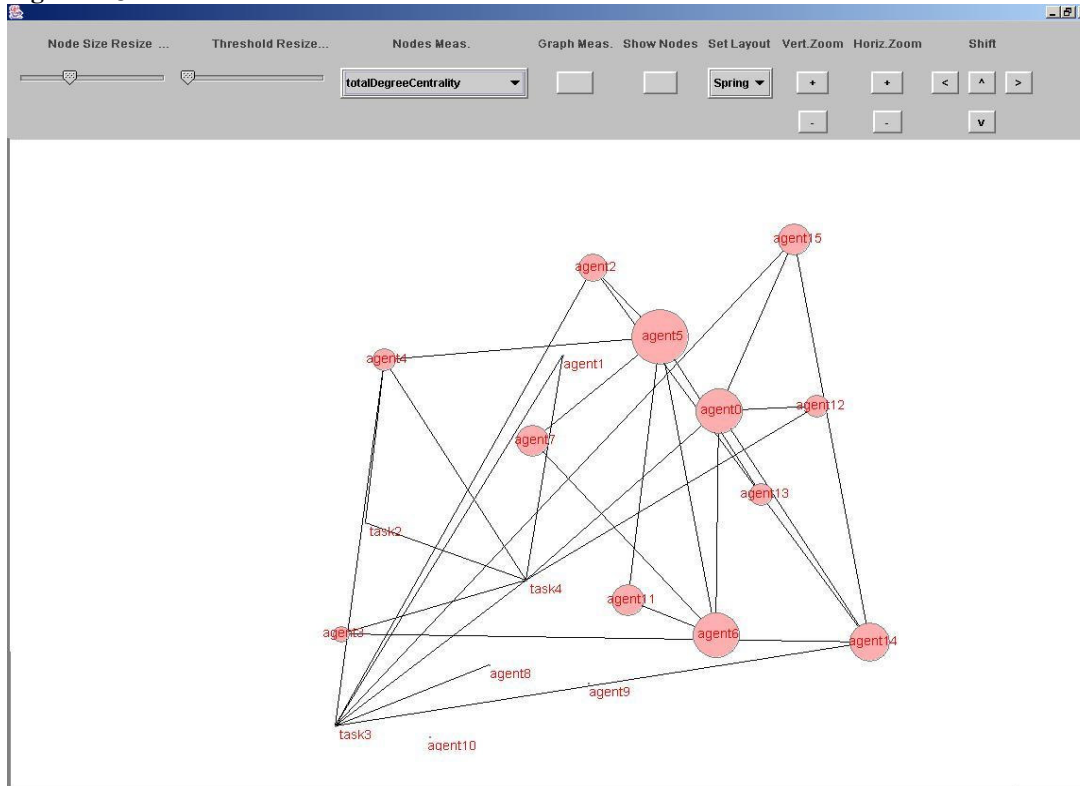 Node Size Resize ...
Threshold Resize...
Nodes Meas.
Graph Meas.
Show Nodes
Set Layout
Vert.Zoom
Horiz.Zoom
Shift
totalDegreeCentrality
Spring
+
+
<
^
>
-
-
v
agent15
agent2
agent5
agent4
agent1
agent12
agent0
agent7
agent13
task2
task4
agent11
agent3
agent6
agent14
agent8
agent9
task3
agent10